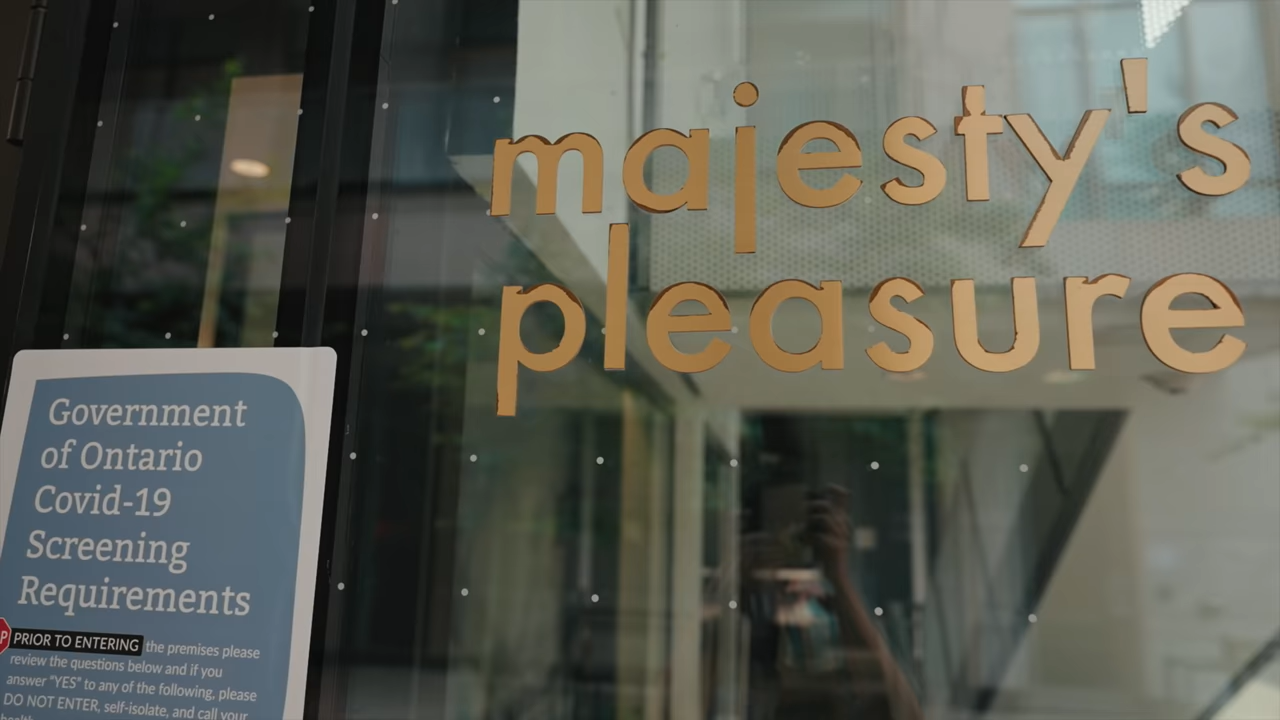 majesty's
pleasure
Government
of Ontario
Covid-19
Screening
Requirements
PRIOR TO ENTERING the premises please
review the questions below and if you
answer "YES" to any of the following, please
DO NOT ENTER, self-isolate, and call your